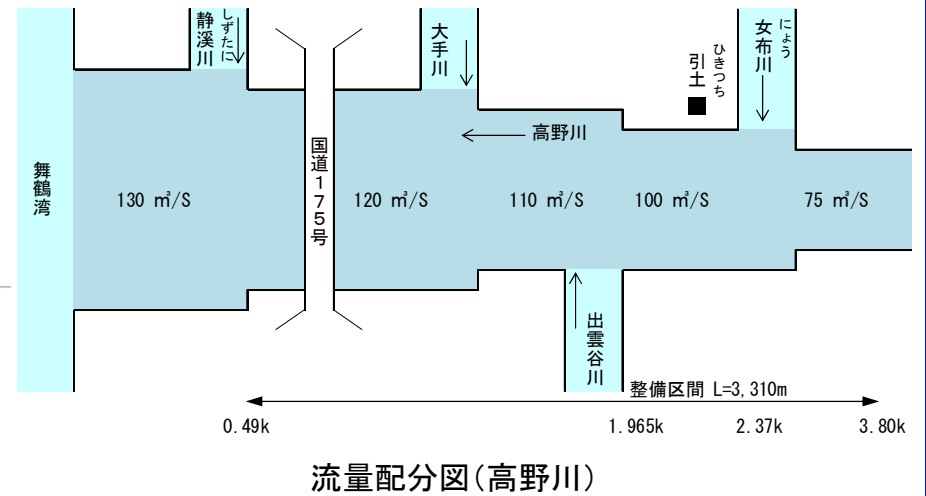 静溪川
しずたに
大手川
引土
ひきつち
女布川
にょう
高野川
舞鶴湾
国道175号
130 ㎥/S
120 ㎥/S
110 ㎥/S
100 ㎥/S
75 ㎥/S
出雲谷川
整備区間 L=3,310m
0.49k
1.965k
2.37k
3.80k
流量配分図(高野川)